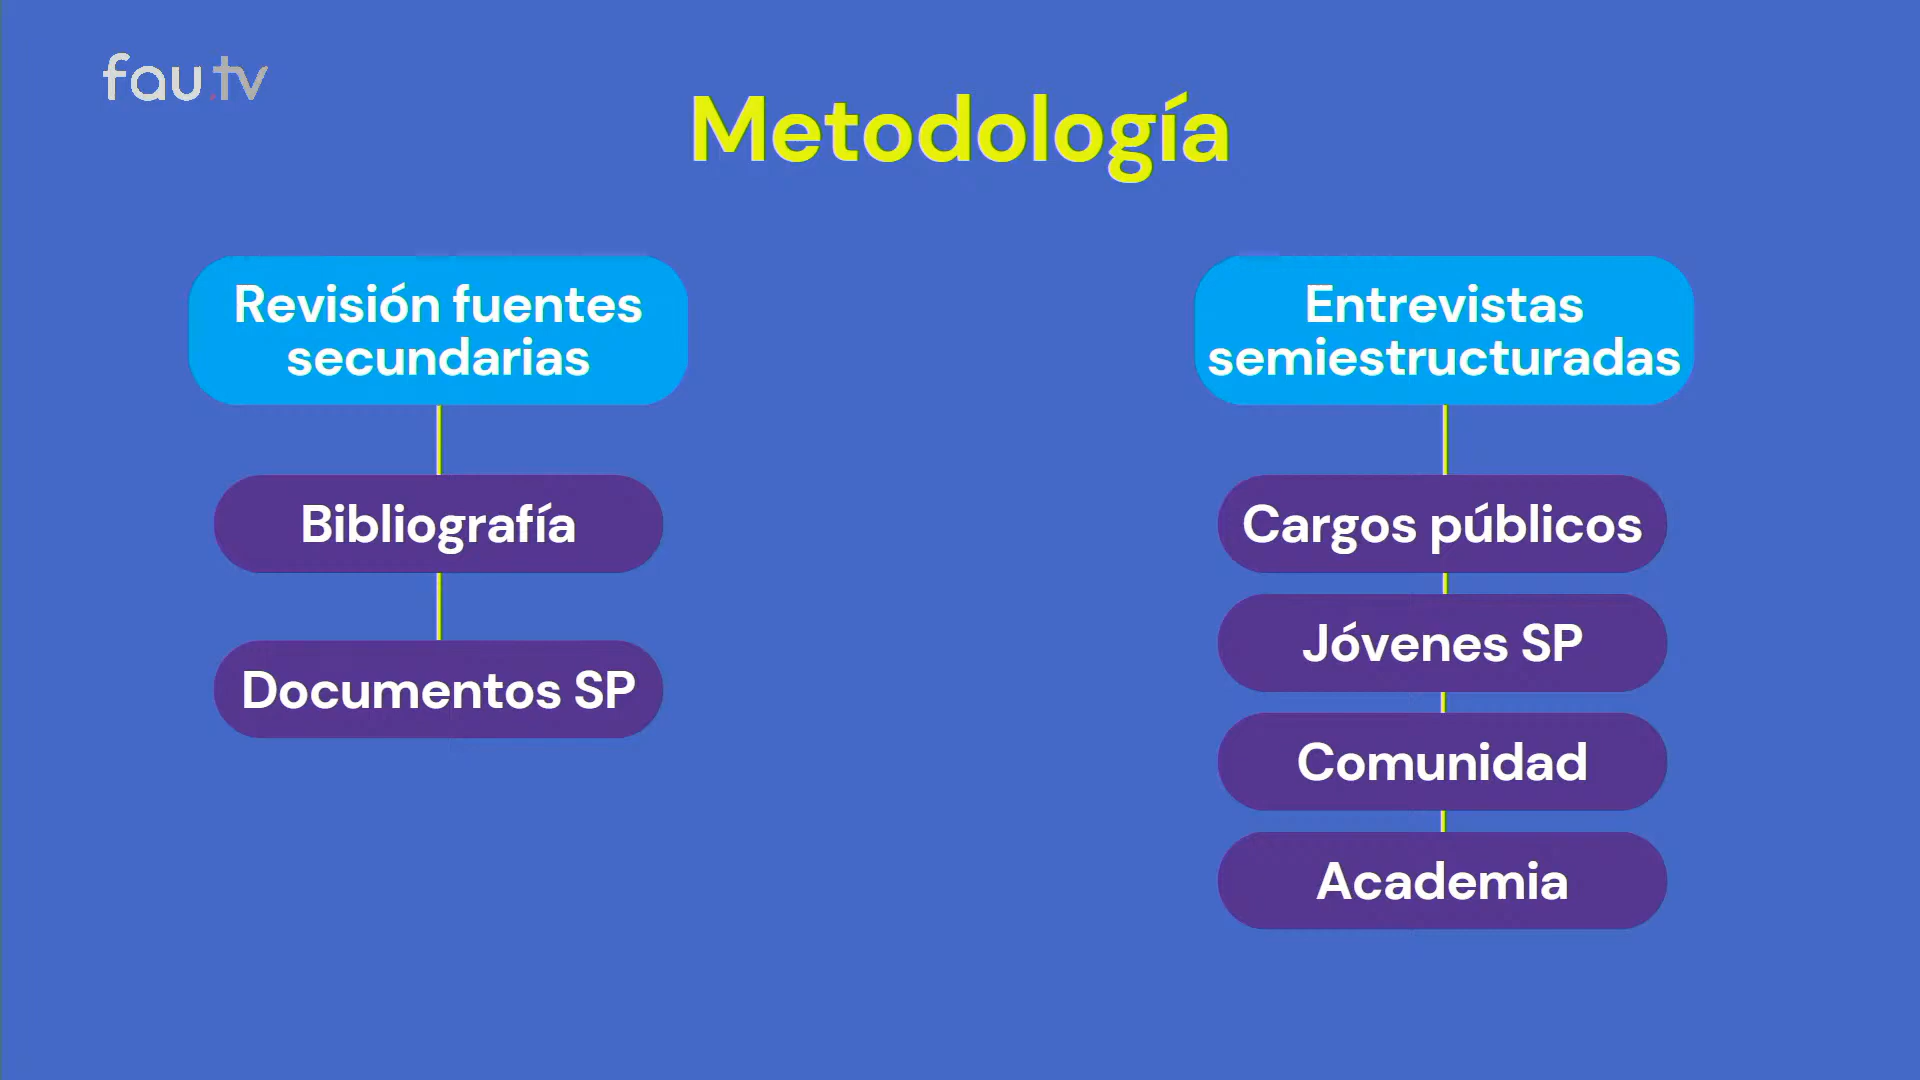 fau.tv
Metodología
Revisión fuentes
secundarias
Bibliografía
Documentos SP
Entrevistas
semiestructuradas
Cargos públicos
Jóvenes SP
Comunidad
Academia